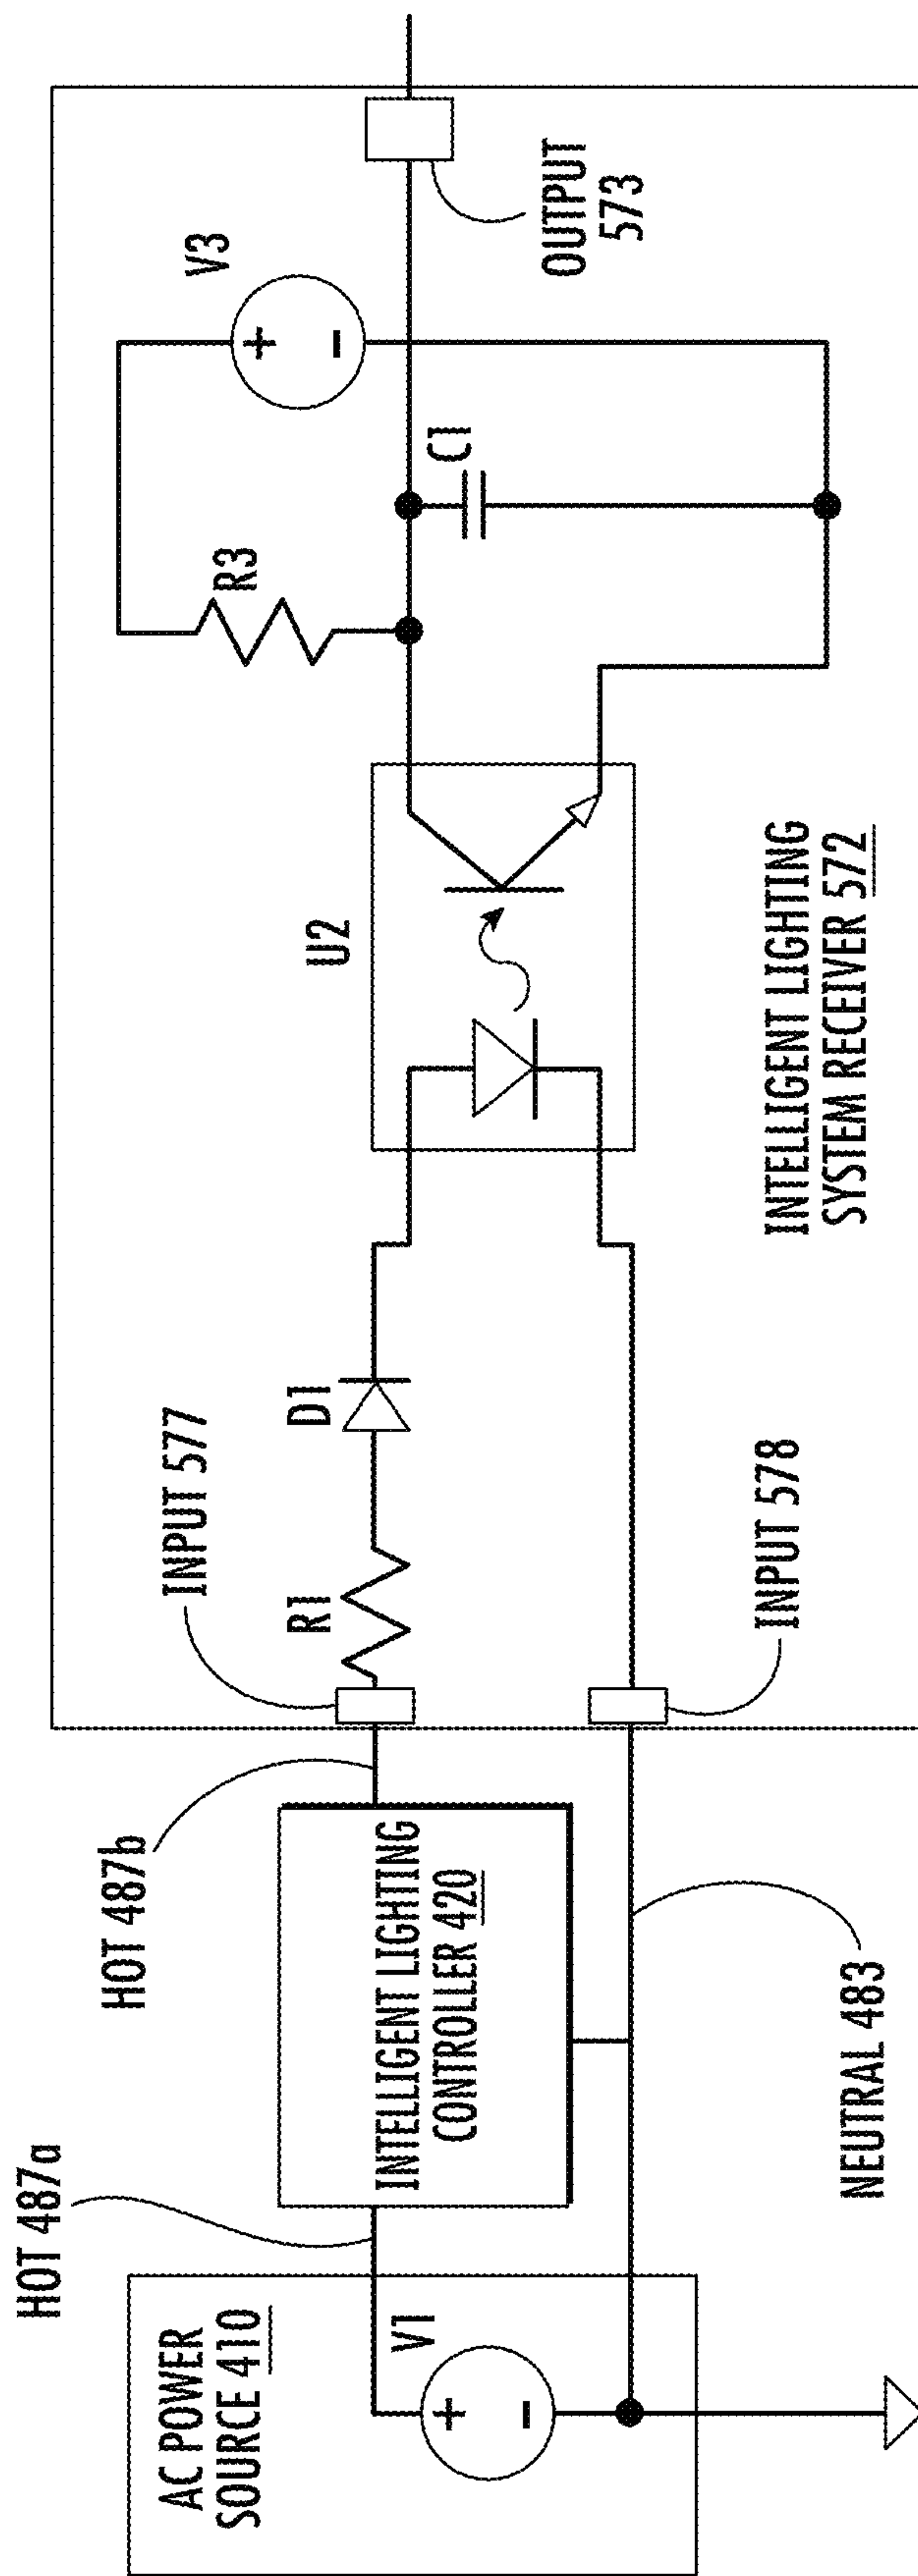 AC POWER
SOURCE 410
V1
+
-
HOT 487a
INTELLIGENT LIGHTING
CONTROLLER 420
HOT 487b
NEUTRAL 483
INPUT 577
INPUT 578
R1
D1
U2
INTELLIGENT LIGHTING
SYSTEM RECEIVER 572
R3
C1
V3
+
-
OUTPUT
573